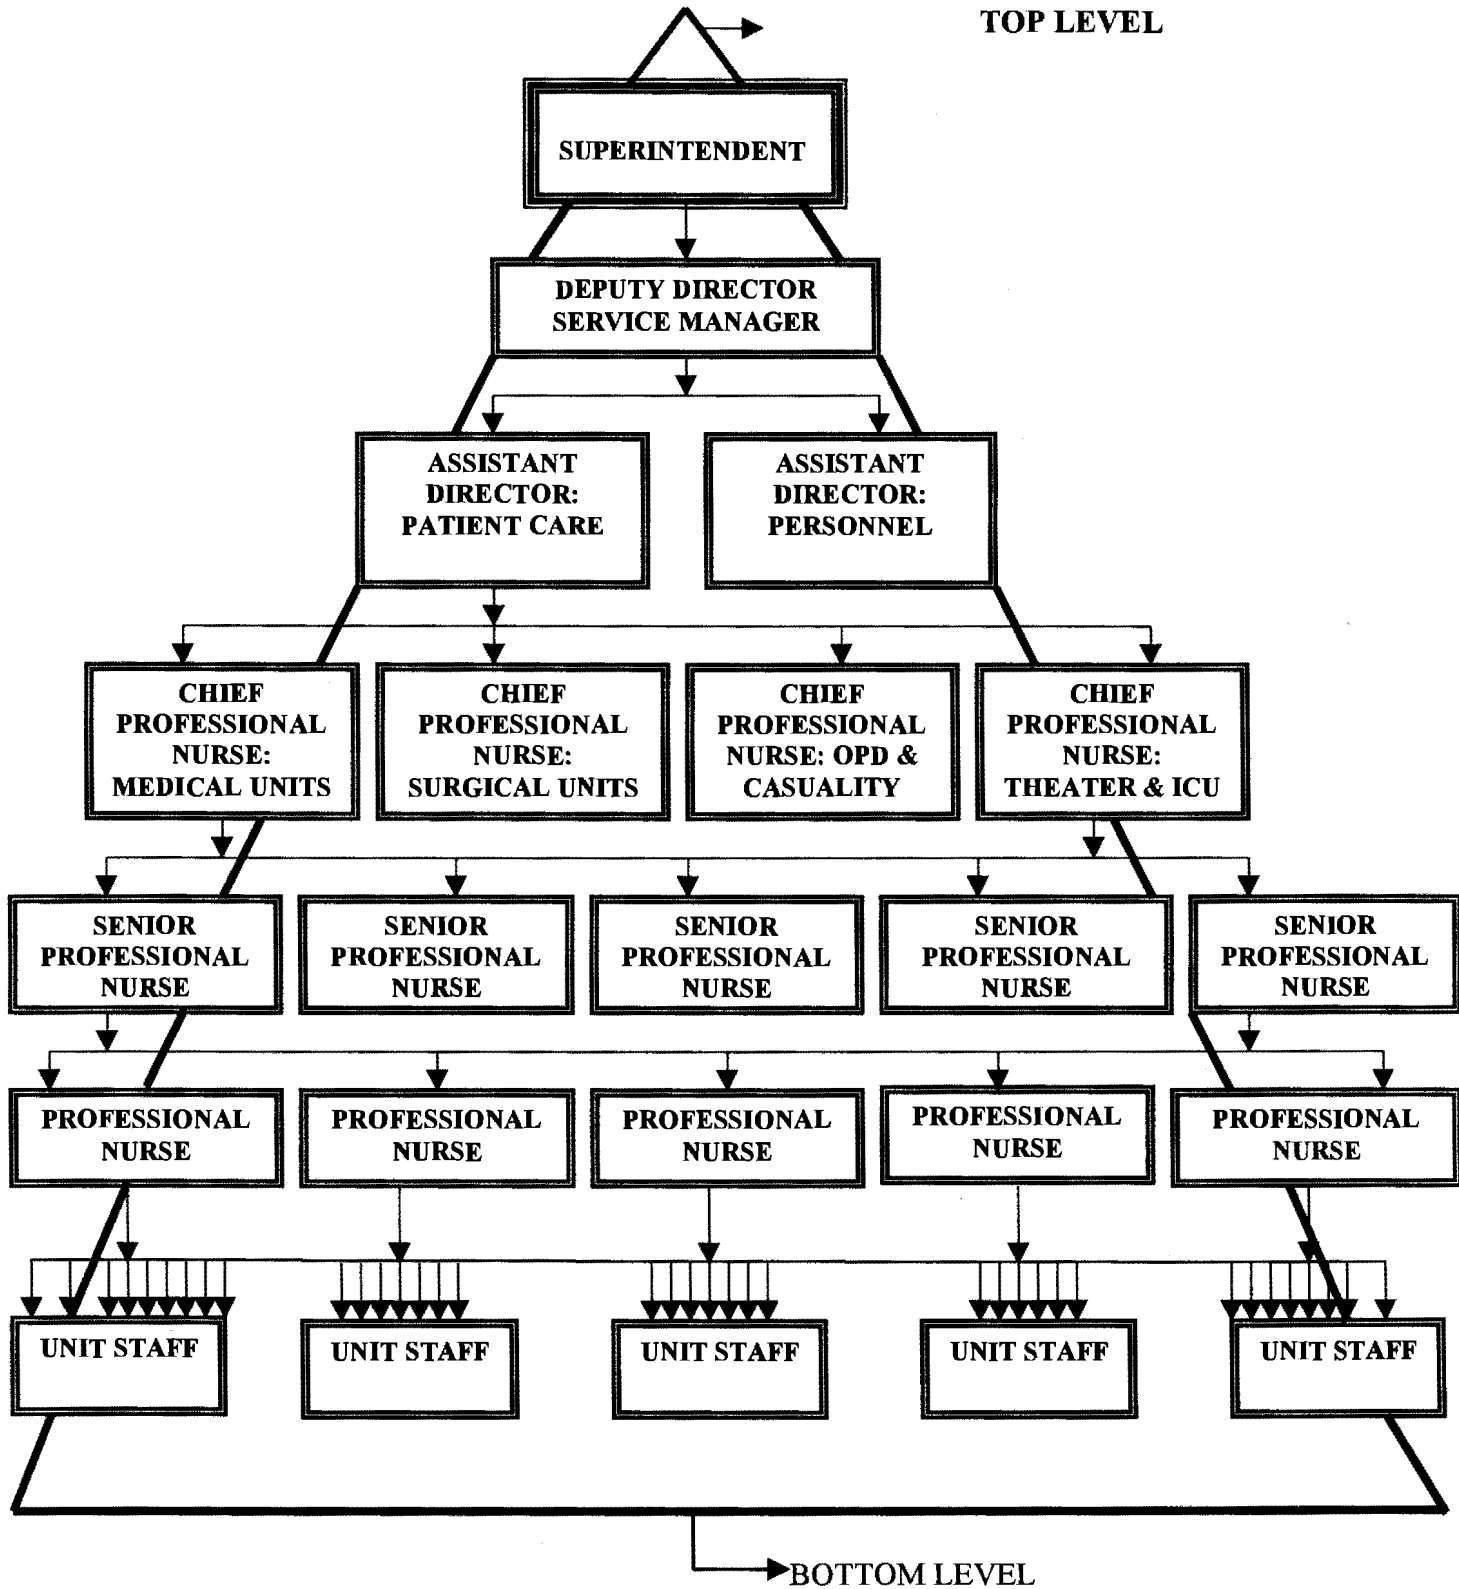 TOP LEVEL
SUPERINTENDENT
DEPUTY DIRECTOR
SERVICE MANAGER
ASSISTANT
DIRECTOR:
PATIENT CARE
ASSISTANT
DIRECTOR:
PERSONNEL
CHIEF
PROFESSIONAL
NURSE:
MEDICAL UNITS
CHIEF
PROFESSIONAL
NURSE:
SURGICAL UNITS
CHIEF
PROFESSIONAL
NURSE: OPD &
CASUALITY
CHIEF
PROFESSIONAL
NURSE:
THEATER & ICU
SENIOR
PROFESSIONAL
NURSE
SENIOR
PROFESSIONAL
NURSE
SENIOR
PROFESSIONAL
NURSE
SENIOR
PROFESSIONAL
NURSE
SENIOR
PROFESSIONAL
NURSE
PROFESSIONAL
NURSE
PROFESSIONAL
NURSE
PROFESSIONAL
NURSE
PROFESSIONAL
NURSE
PROFESSIONAL
NURSE
UNIT STAFF
UNIT STAFF
UNIT STAFF
UNIT STAFF
UNIT STAFF
BOTTOM LEVEL